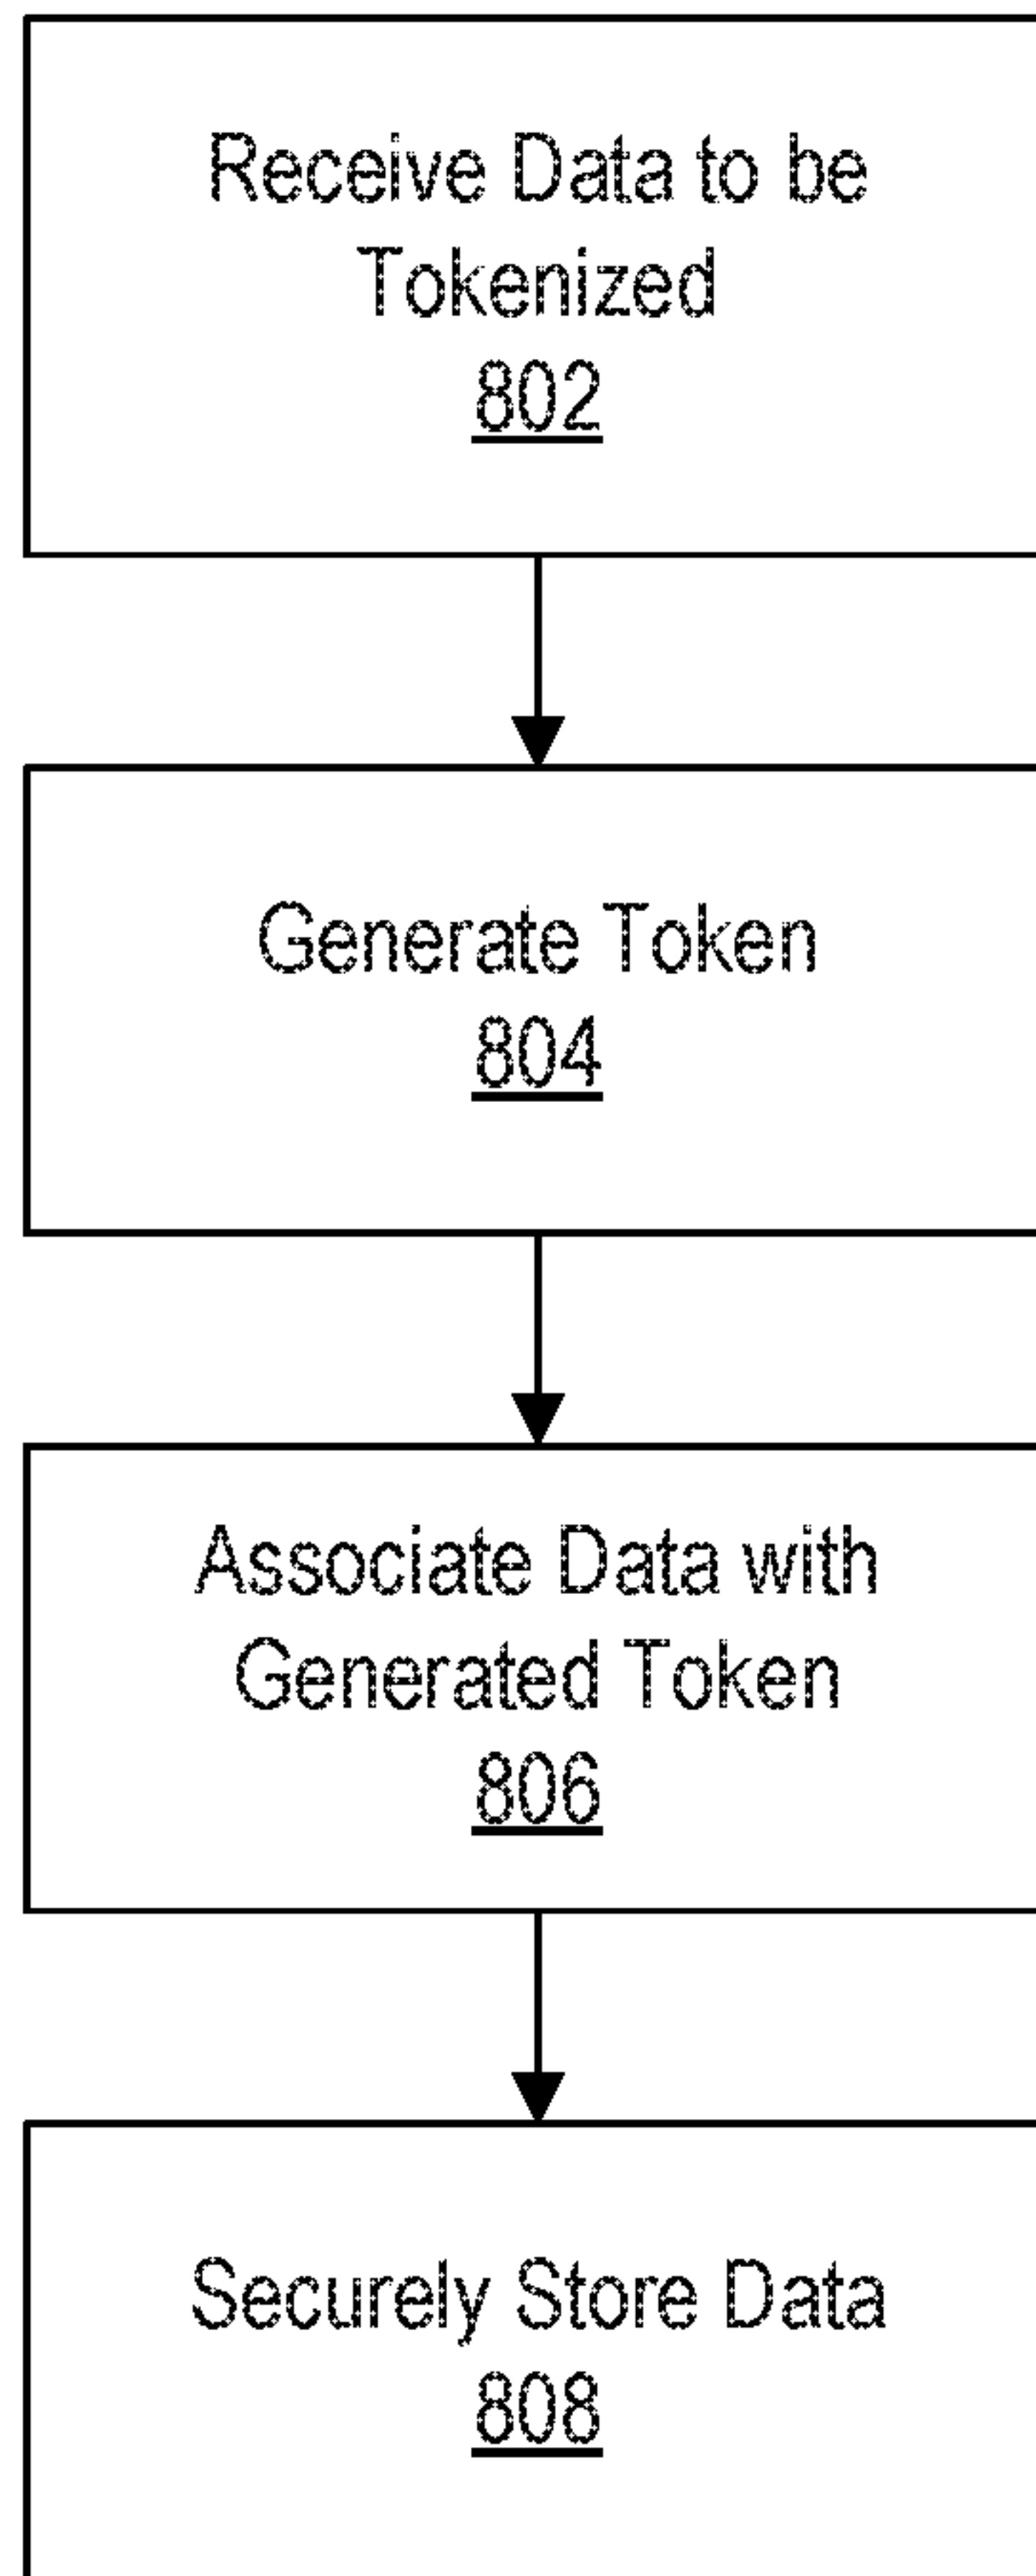 Receive Data to be
Tokenized
802
Generate Token
804
Associate Data with
Generated Token
806
Securely Store Data
808